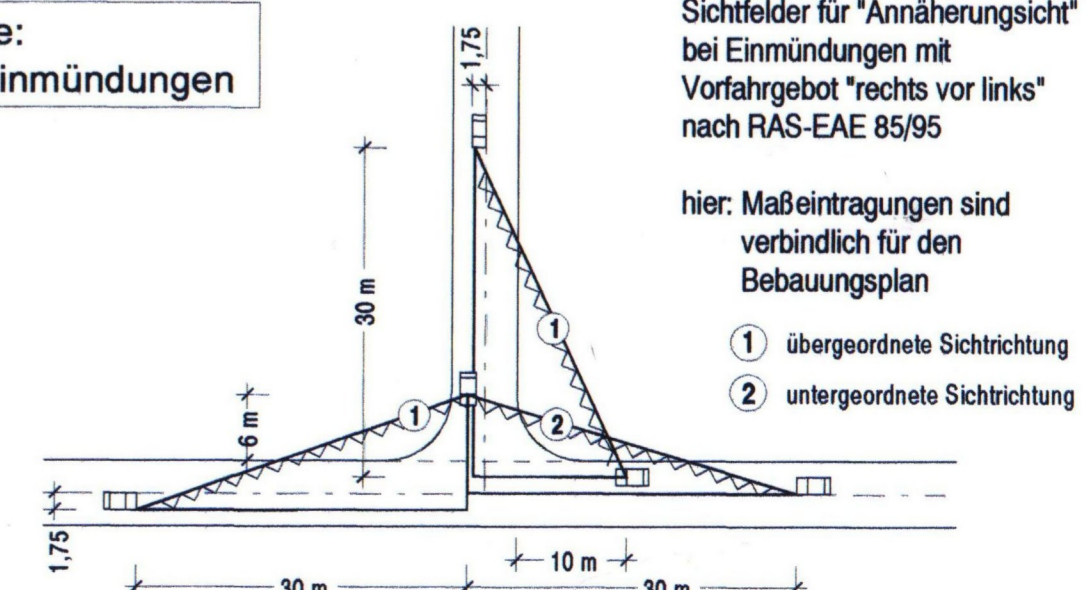 e:
inmündungen
Sichtfelder für "Annäherungsicht"
bei Einmündungen mit
Vorfahrgebot "rechts vor links"
nach RAS-EAE 85/95
hier: Maßeintragungen sind
verbindlich für den
Bebauungsplan
1 übergeordnete Sichtrichtung
2 untergeordnete Sichtrichtung
1,75
30 m
1
6 m
1
2
1,75
10 m
30 m
30 m